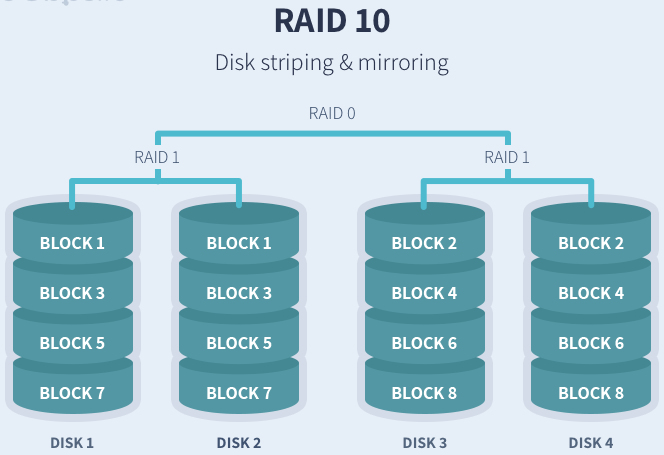 RAID 10
Disk striping & mirroring
RAID 0
RAID 1 RAID 1
BLOCK 1 BLOCK 1 BLOCK 2 BLOCK 2
BLOCK 3 BLOCK 3 BLOCK 4 BLOCK 4
BLOCK 5 BLOCK 5 BLOCK 6 BLOCK 6
BLOCK 7 BLOCK 7 BLOCK 8 BLOCK 8
DISK 1 DISK 2 DISK 3 DISK 4